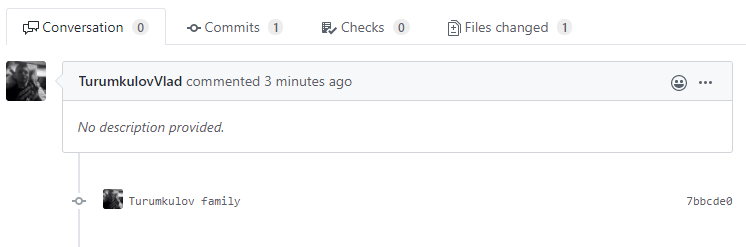 Conversation 0 Commits 1 Checks 0 Files changed 1
TurumkulovVlad commented 3 minutes ago
No description provided.
Turumkulov family 7bbcde0